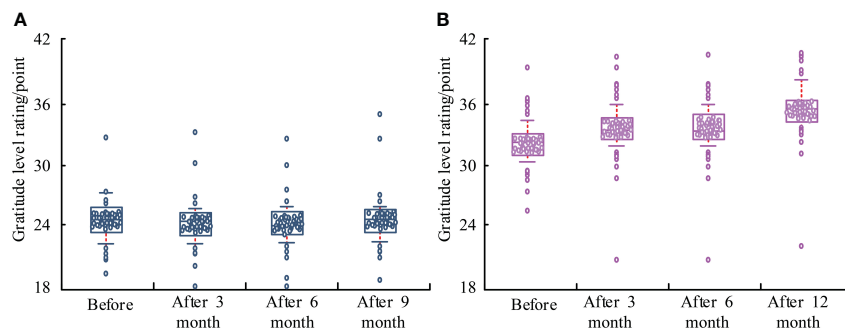 A
Gratitude level rating/point
42
36
30
24
18
Before
After 3
month
After 6
month
After 9
month
B
Gratitude level rating/point
42
36
30
24
18
Before
After 3
month
After 6
month
After 12
month